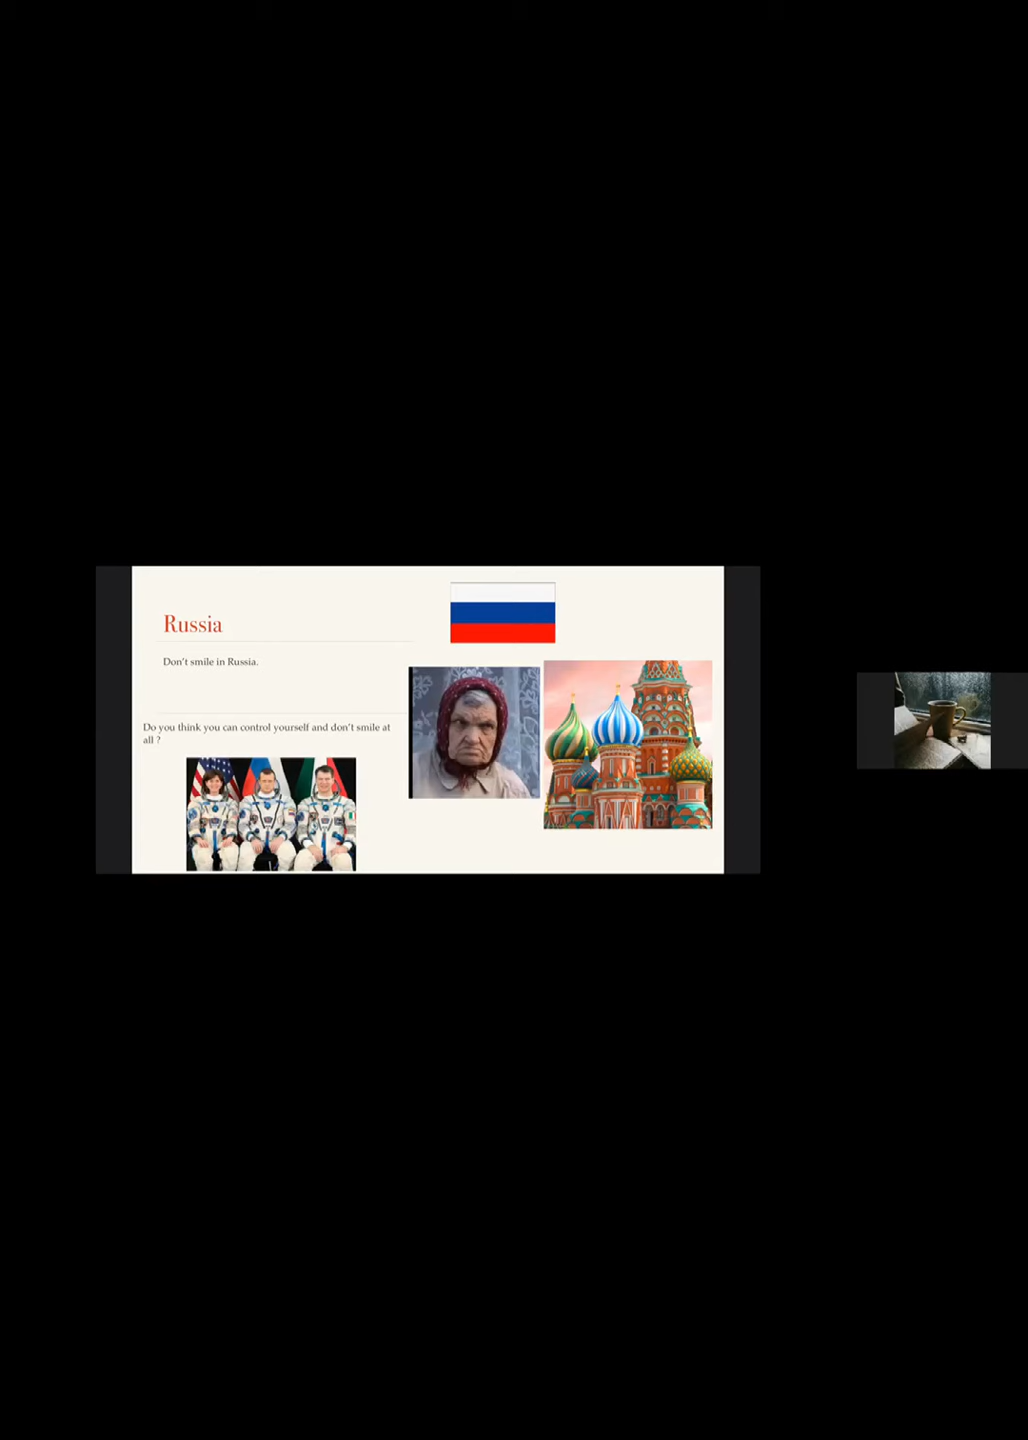 Russia
Don't smile in Russia.
Do you think you can control yourself and don't smile at
all ?